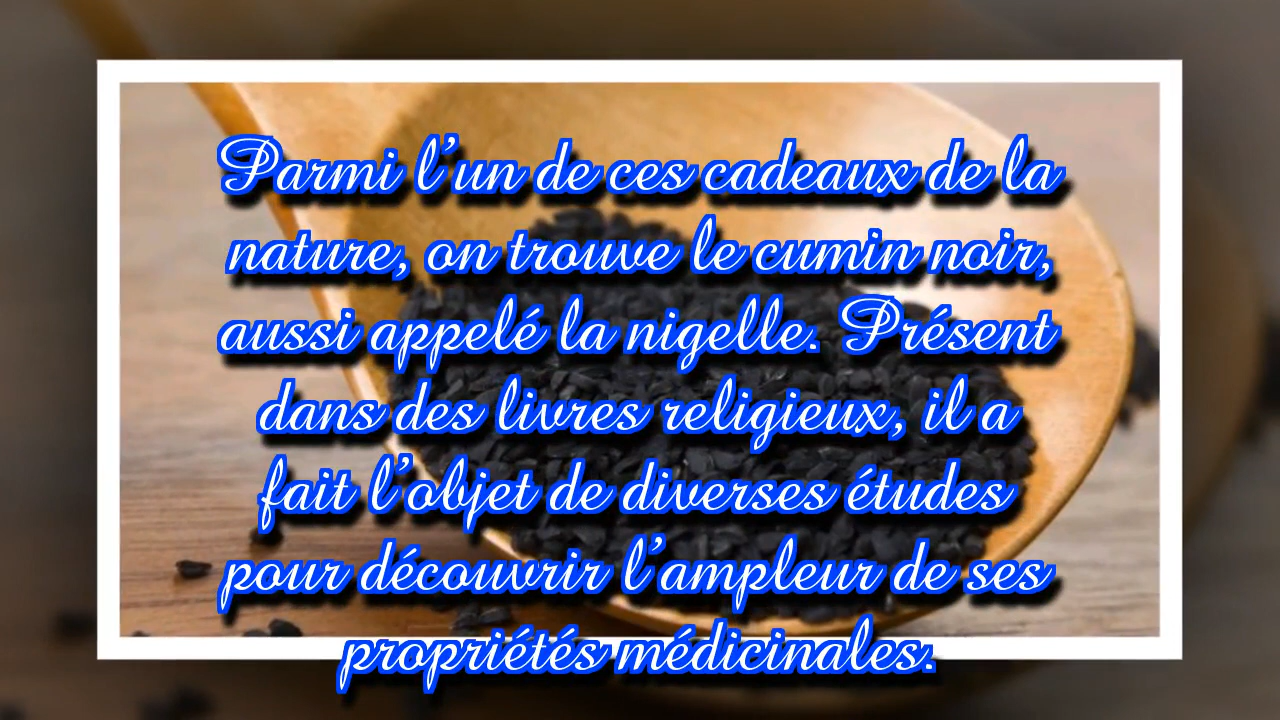 Parmi l'un de ces cadeaux de la
nature, on trouve le cumin noir,
aussi appelé la nigelle. Présent
dans des livres religieux, il a
fait l'objet de diverses études
pour découvrir l'ampleur de ses
propriétés médicinales.